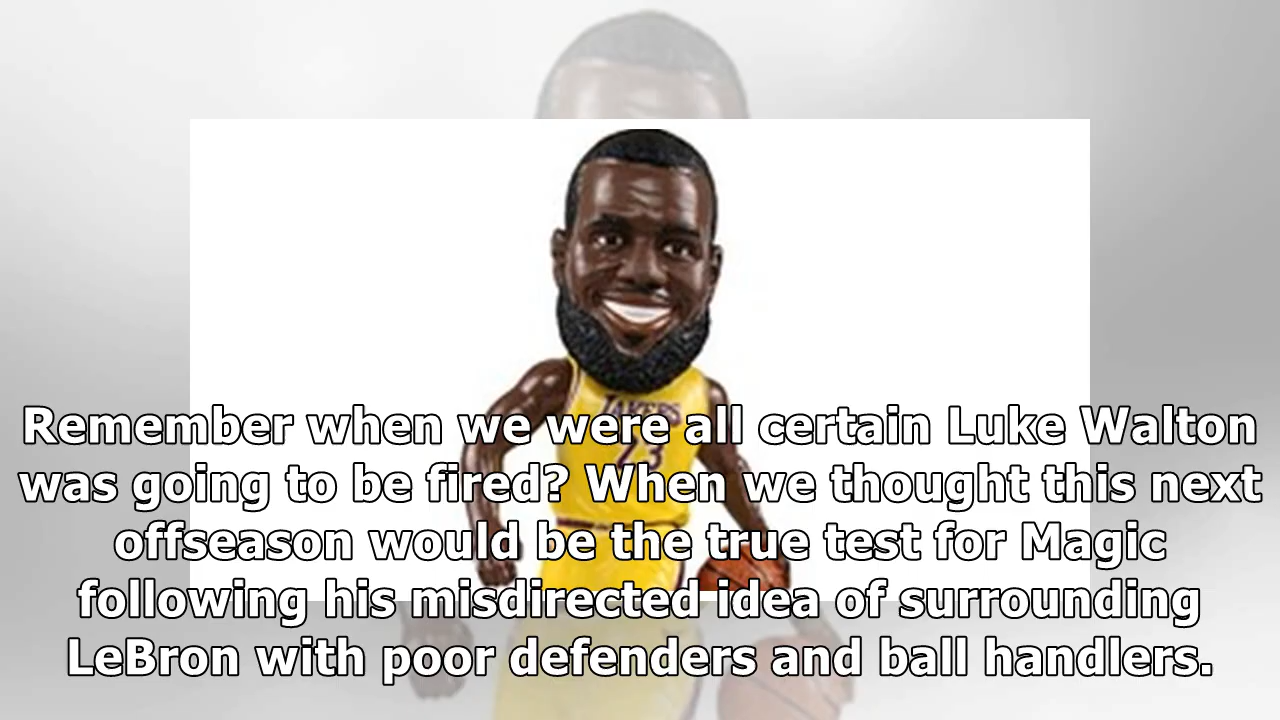 LAKERS
23
Remember when we were all certain Luke Walton
was going to be fired? When we thought this next
offseason would be the true test for Magic
following his misdirected idea of surrounding
LeBron with poor defenders and ball handlers.